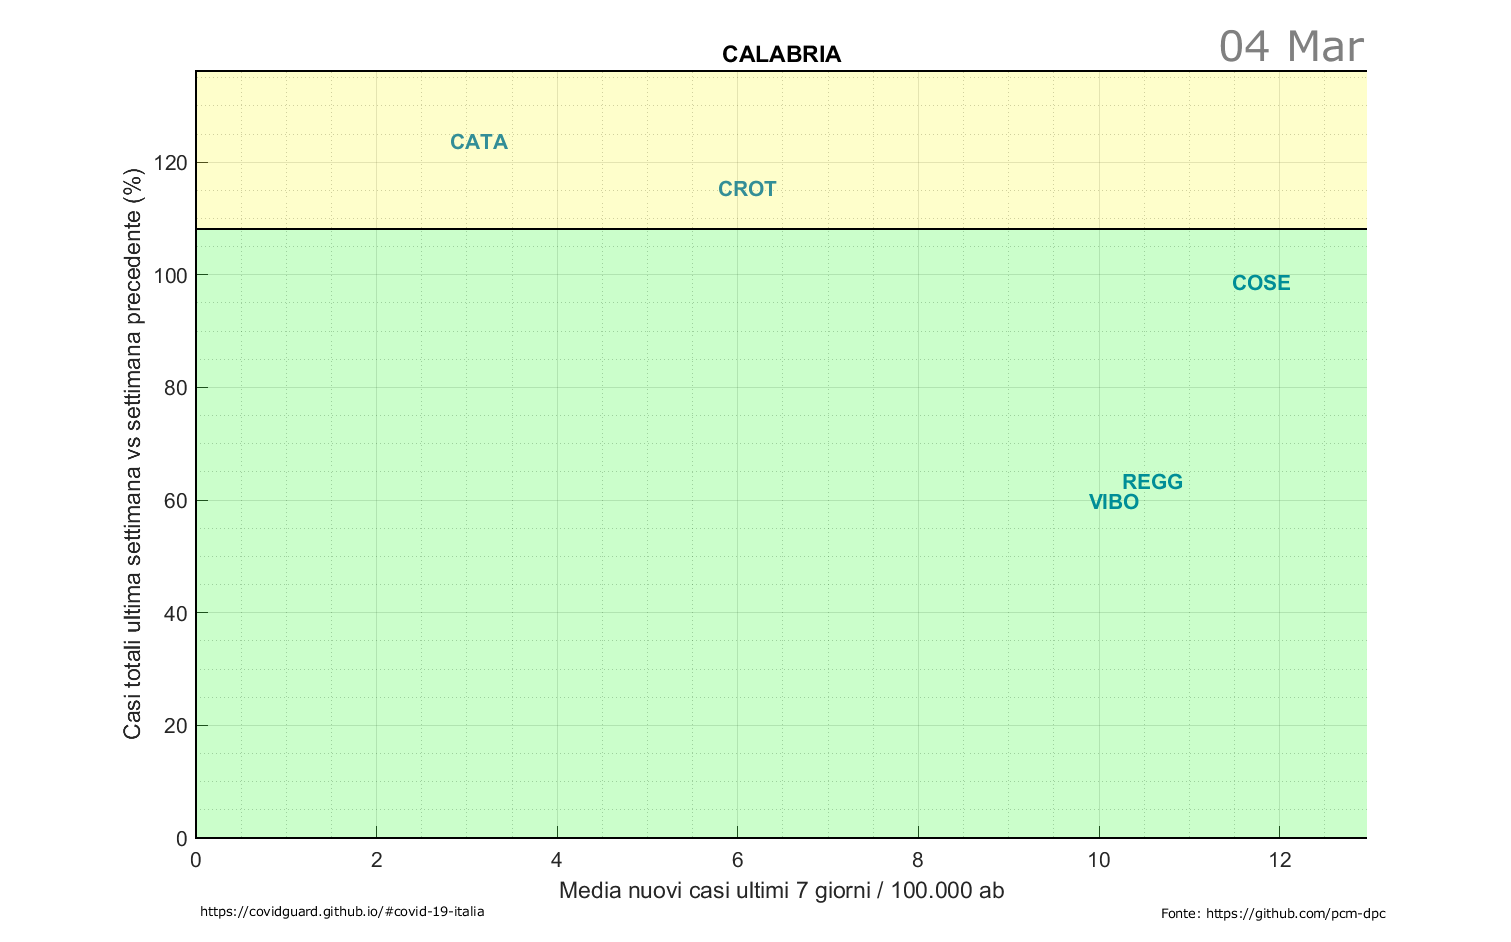 04 Mar
CALABRIA
Casi totali ultima settimana vs settimana precedente (%)
120
100
80
60
40
20
0
CATA
CROT
COSE
REGG
VIBO
0 2 4 6 8 10 12
Media nuovi casi ultimi 7 giorni / 100.000 ab
https://covidguard.github.io/#covid-19-italia
Fonte: https://github.com/pcm-dpc